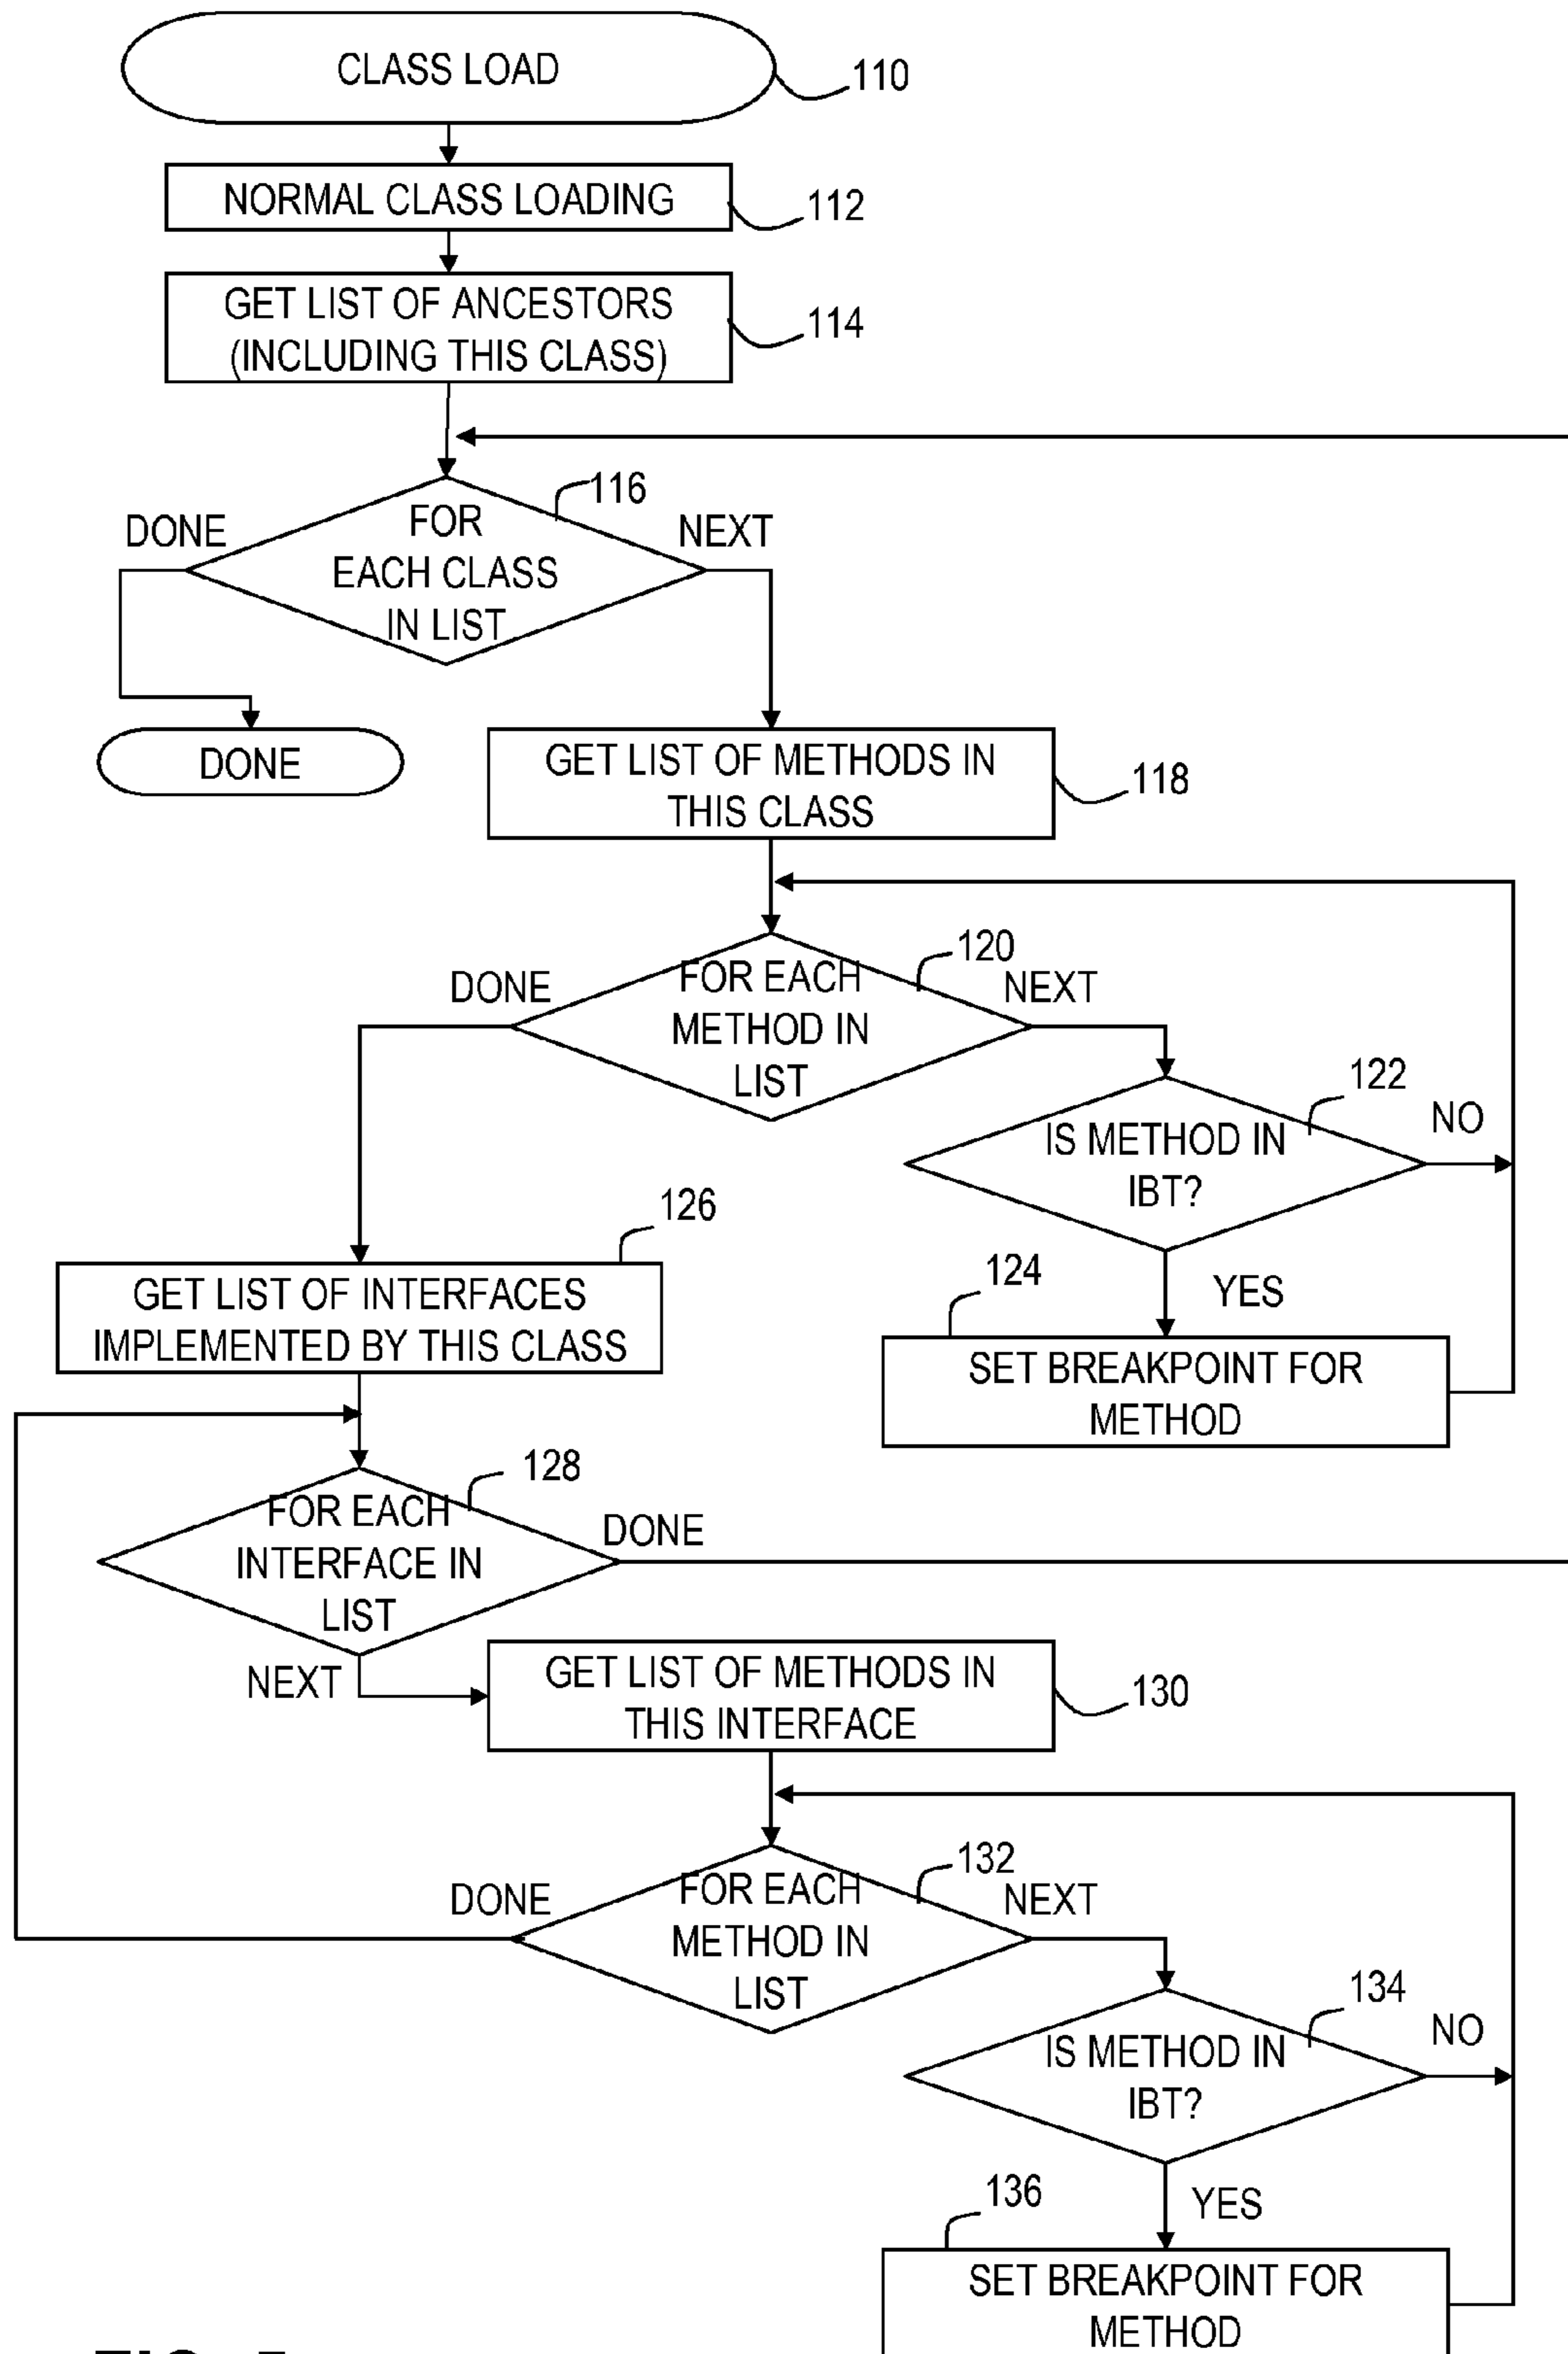 CLASS LOAD
110
NORMAL CLASS LOADING
112
GET LIST OF ANCESTORS
(INCLUDING THIS CLASS)
114
116
DONE
FOR
EACH CLASS
IN LIST
NEXT
DONE
GET LIST OF METHODS IN
THIS CLASS
118
120
DONE
FOR EACH
METHOD IN
LIST
NEXT
122
IS METHOD IN
IBT?
NO
126
124
YES
GET LIST OF INTERFACES
IMPLEMENTED BY THIS CLASS
SET BREAKPOINT FOR
METHOD
128
FOR EACH
INTERFACE IN
LIST
DONE
NEXT
GET LIST OF METHODS IN
THIS INTERFACE
130
132
DONE
FOR EACH
METHOD IN
LIST
NEXT
134
IS METHOD IN
IBT?
NO
136
YES
SET BREAKPOINT FOR
METHOD